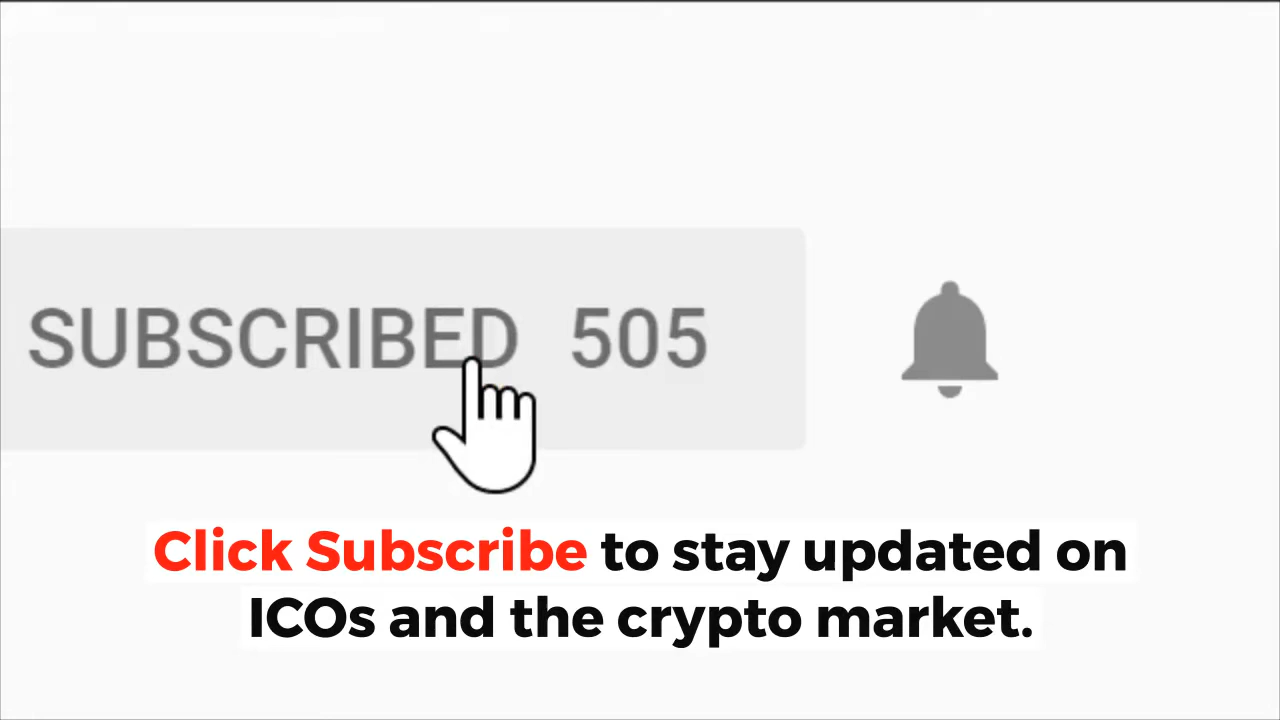 SUBSCRIBED 505
Click Subscribe to stay updated on
ICOs and the crypto market.